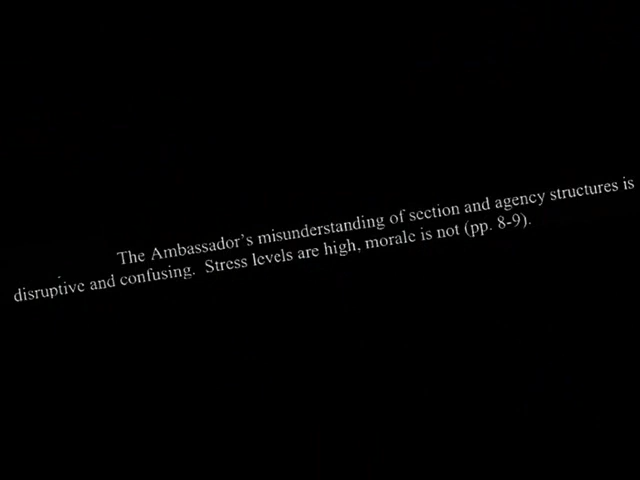 The Ambassador's misunderstanding of section and agency structures is
disruptive and confusing. Stress levels are high, morale is not (pp. 8-9).